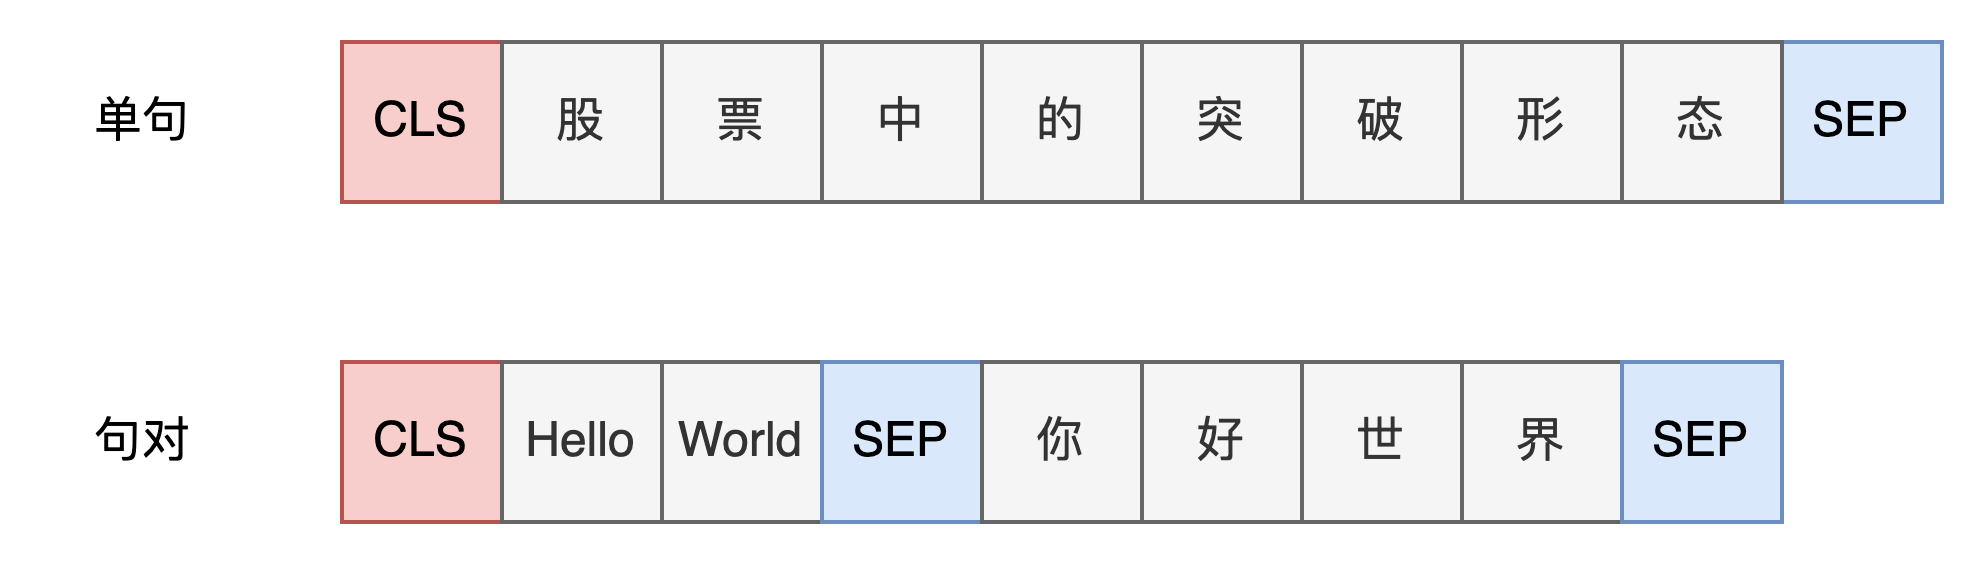 单句 CLS 股 票 中 的 突 破 形 态 SEP
句对 CLS Hello World SEP 你 好 世 界 SEP